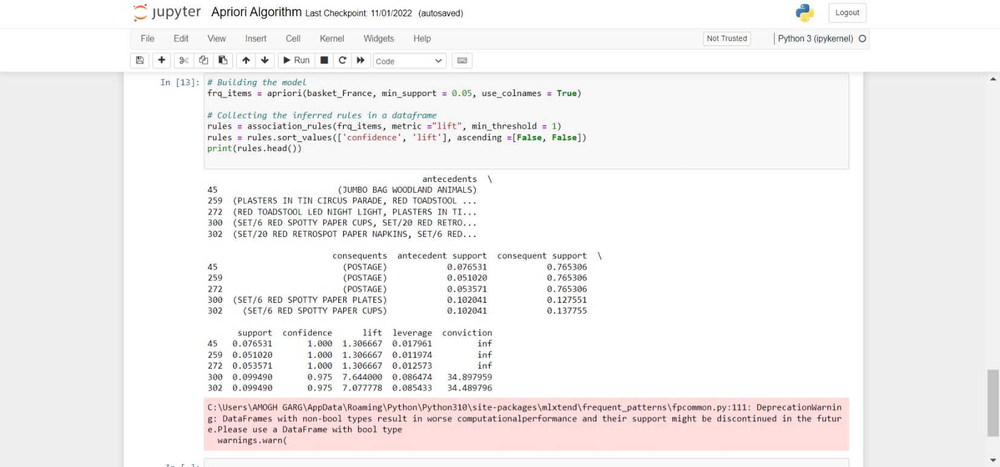 jupyter Apriori Algorithm Last Checkpoint: 11/01/2022 (autosaved) Logout
File Edit View Insert Cell Kernel Widgets Help Not Trusted Python 3 (ipykernel)
Run Code
In [13]: # Building the model
frq_items = apriori(basket_France, min_support = 0.05, use_colnames = True)
# Collecting the inferred rules in a dataframe
rules = association_rules(frq_items, metric ="lift", min_threshold = 1)
rules = rules.sort_values(['confidence', 'lift'], ascending =[False, False])
print(rules.head())
antecedents \
45 (JUMBO BAG WOODLAND ANIMALS)
259 (PLASTERS IN TIN CIRCUS PARADE, RED TOADSTOOL ...
272 (RED TOADSTOOL LED NIGHT LIGHT, PLASTERS IN TI...
300 (SET/6 RED SPOTTY PAPER CUPS, SET/20 RED RETRO...
302 (SET/20 RED RETROSPOT PAPER NAPKINS, SET/6 RED...
consequents antecedent support consequent support \
45 (POSTAGE) 0.076531 0.765306
259 (POSTAGE) 0.051020 0.765306
272 (POSTAGE) 0.053571 0.765306
300 (SET/6 RED SPOTTY PAPER PLATES) 0.102041 0.127551
302 (SET/6 RED SPOTTY PAPER CUPS) 0.102041 0.137755
support confidence lift leverage conviction
45 0.076531 1.000 1.306667 0.017961 inf
259 0.051020 1.000 1.306667 0.011974 inf
272 0.053571 1.000 1.306667 0.012573 inf
300 0.099490 0.975 7.644000 0.086474 34.897959
302 0.099490 0.975 7.077778 0.085433 34.489796
C:\Users\AMOGH GARG\AppData\Roaming\Python\Python310\site-packages\mlxtend\frequent_patterns\fpcommon.py:111: DeprecationWarnin
g: DataFrames with non-bool types result in worse computationalperformance and their support might be discontinued in the futur
e.Please use a DataFrame with bool type
warnings.warn(
In [ ]: